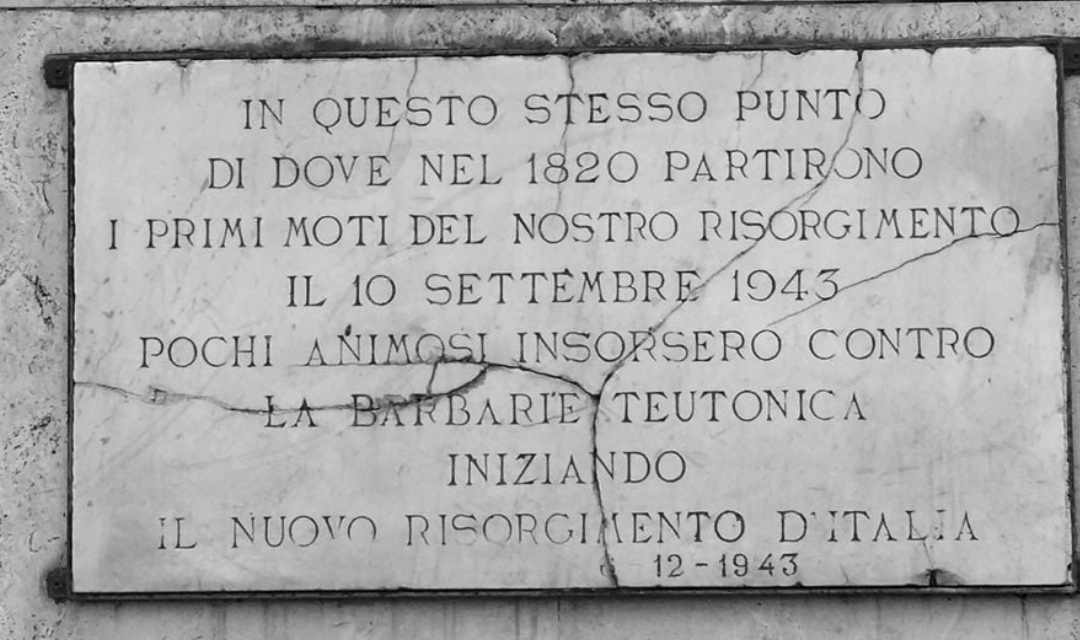 IN QUESTO STESSO PUNTO
DI DOVE NEL 1820 PARTIRONO
I PRIMI MOTI DEL NOSTRO RISORGIMENTO
IL 10 SETTEMBRE 1943
POCHI ANIMOSI INSORSERO CONTRO
LA BARBARIE TEUTONICA
INIZIANDO
IL NUOVO RISORGIMENTO D'ITALIA
- 12 - 1943